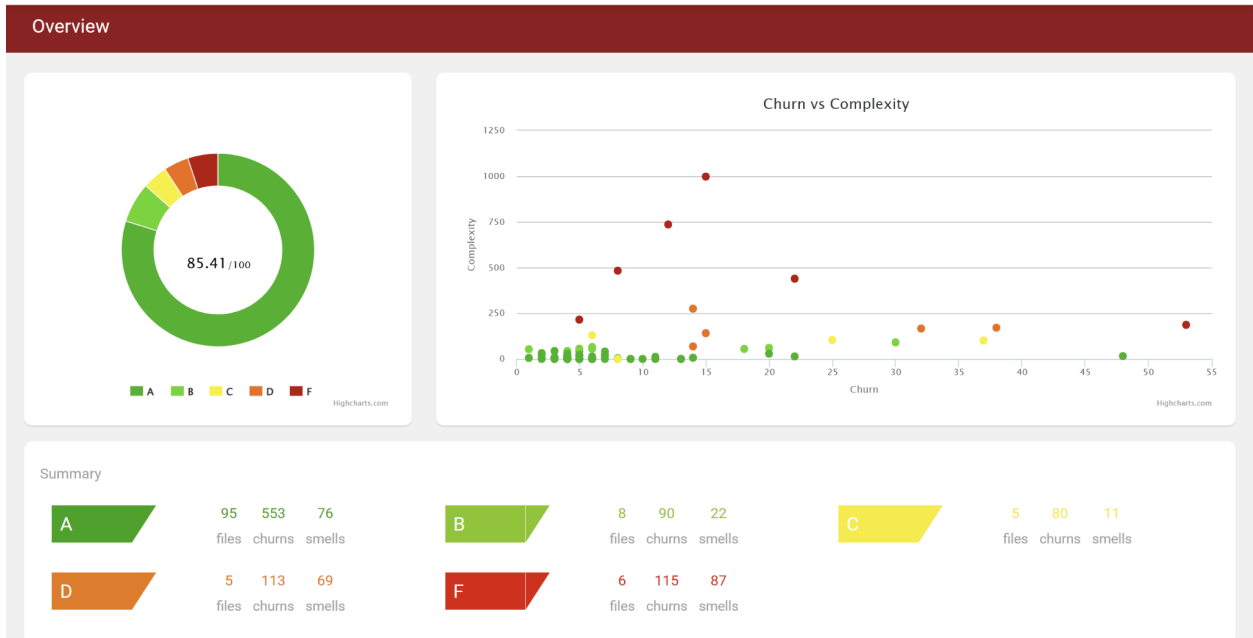 Overview
85.41/100
A B C D F
Highcharts.com
Churn vs Complexity
Complexity
1250
1000
750
500
250
0
0 5 10 15 20 25 30 35 40 45 50 55
Churn
Highcharts.com
Summary
A 95 553 76 B 8 90 22 C 5 80 11
files churns smells files churns smells files churns smells
D 5 113 69 F 6 115 87
files churns smells files churns smells